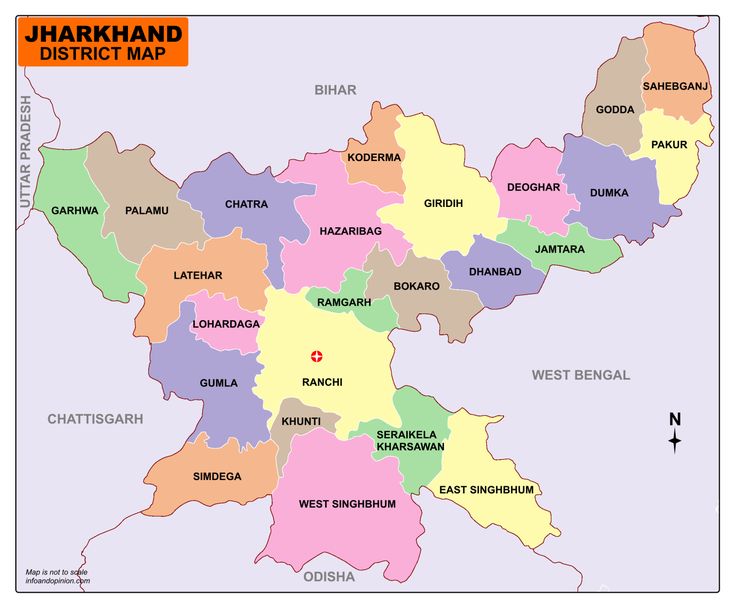 JHARKHAND
DISTRICT MAP
BIHAR
UTTAR PRADESH
SAHEBGANJ
GODDA
PAKUR
KODERMA
DEOGHAR
DUMKA
GIRIDIH
CHATRA
GARHWA
PALAMU
HAZARIBAG
JAMTARA
LATEHAR
DHANBAD
BOKARO
RAMGARH
LOHARDAGA
WEST BENGAL
GUMLA
RANCHI
CHATTISGARH
KHUNTI
N
SERAIKELA
KHARSAWAN
SIMDEGA
EAST SINGHBHUM
WEST SINGHBHUM
Map is not to scale
infoandopinion.com
ODISHA